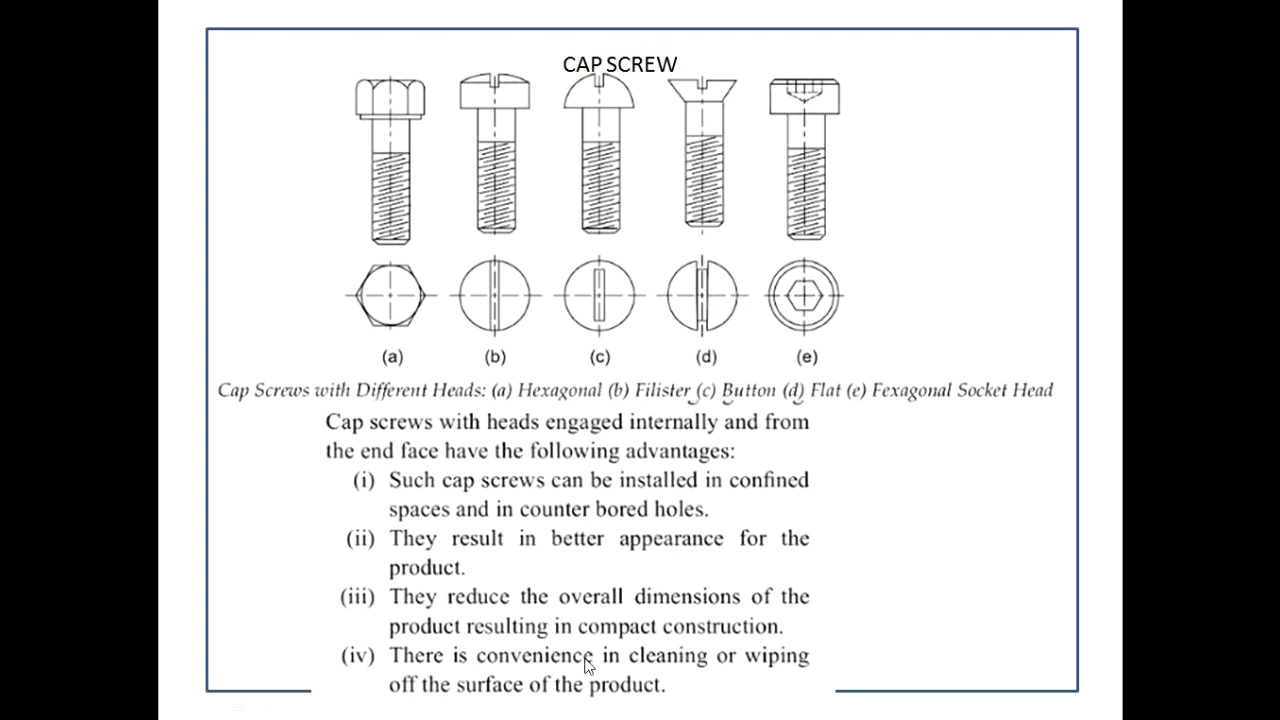 CAP SCREW
(a) (b) (c) (d) (e)
Cap Screws with Different Heads: (a) Hexagonal (b) Filister (c) Button (d) Flat (e) Fexagonal Socket Head
Cap screws with heads engaged internally and from
the end face have the following advantages:
(i) Such cap screws can be installed in confined
spaces and in counter bored holes.
(ii) They result in better appearance for the
product.
(iii) They reduce the overall dimensions of the
product resulting in compact construction.
(iv) There is convenience in cleaning or wiping
off the surface of the product.